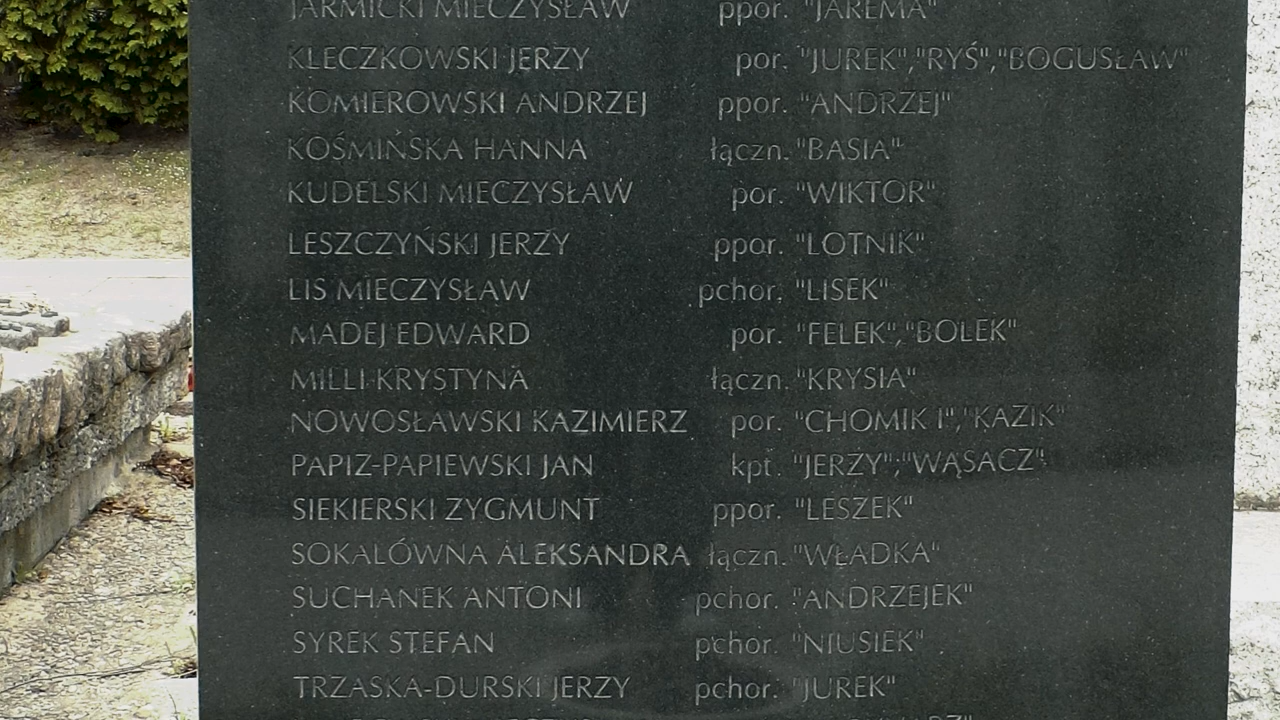 JARMICKI MIECZYSŁAW ppor. "JAREMA"
KLECZKOWSKI JERZY por. "JUREK","RYŚ","BOGUSŁAW"
KOMIEROWSKI ANDRZEJ ppor. "ANDRZEJ"
KOŚMIŃSKA HANNA łączn. "BASIA"
KUDELSKI MIECZYSŁAW por. "WIKTOR"
LESZCZYŃSKI JERZY ppor. "LOTNIK"
LIS MIECZYSŁAW pchor. "LISEK"
MADEJ EDWARD por. "FELEK","BOLEK"
MILLI KRYSTYNA łączn. "KRYSIA"
NOWOSŁAWSKI KAZIMIERZ por. "CHOMIK I","KAZIK"
PAPIZ-PAPIEWSKI JAN kpt. "JERZY";"WĄSACZ"
SIEKIERSKI ZYGMUNT ppor. "LESZEK"
SOKALÓWNA ALEKSANDRA łączn. "WŁADKA"
SUCHANEK ANTONI pchor. "ANDRZEJEK"
SYREK STEFAN pchor. "NIUSIEK"
TRZASKA-DURSKI JERZY pchor. "JUREK"